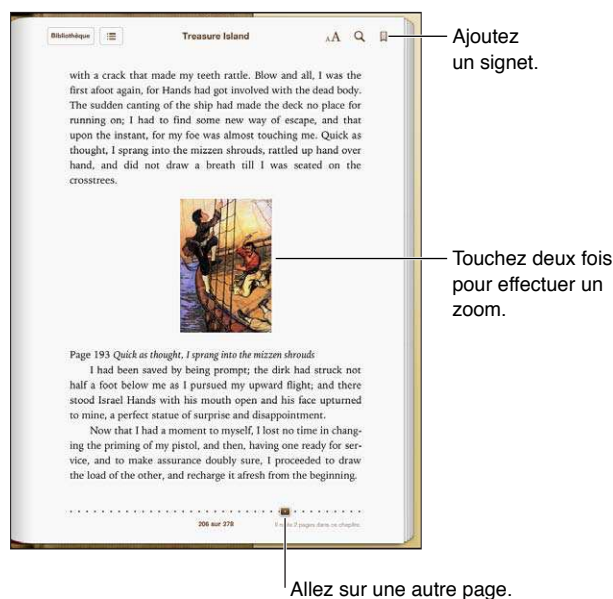 Bibliothèque
Treasure Island
AA
Ajoutez
un signet.
with a crack that made my teeth rattle. Blow and all, I was the
first afoot again, for Hands had got involved with the dead body.
The sudden canting of the ship had made the deck no place for
running on; I had to find some new way of escape, and that
upon the instant, for my foe was almost touching me. Quick as
thought, I sprang into the mizzen shrouds, rattled up hand over
hand, and did not draw a breath till I was seated on the
crosstrees.
Touchez deux fois
pour effectuer un
zoom.
Page 193 Quick as thought, I sprang into the mizzen shrouds
I had been saved by being prompt; the dirk had struck not
half a foot below me as I pursued my upward flight; and there
stood Israel Hands with his mouth open and his face upturned
to mine, a perfect statue of surprise and disappointment.
Now that I had a moment to myself, I lost no time in chang-
ing the priming of my pistol, and then, having one ready for ser-
vice, and to make assurance doubly sure, I proceeded to draw
the load of the other, and recharge it afresh from the beginning.
206 sur 378
2 pages dans ce chapitre
Allez sur une autre page.